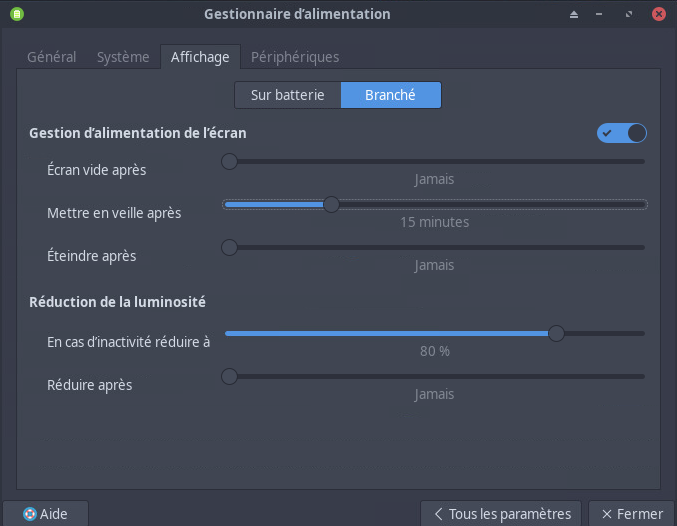 Gestionnaire d’alimentation
Général Système Affichage Périphériques
Sur batterie Branché
Gestion d’alimentation de l’écran
Écran vide après
Jamais
Mettre en veille après
15 minutes
Éteindre après
Jamais
Réduction de la luminosité
En cas d’inactivité réduire à
80 %
Réduire après
Jamais
Aide Tous les paramètres Fermer